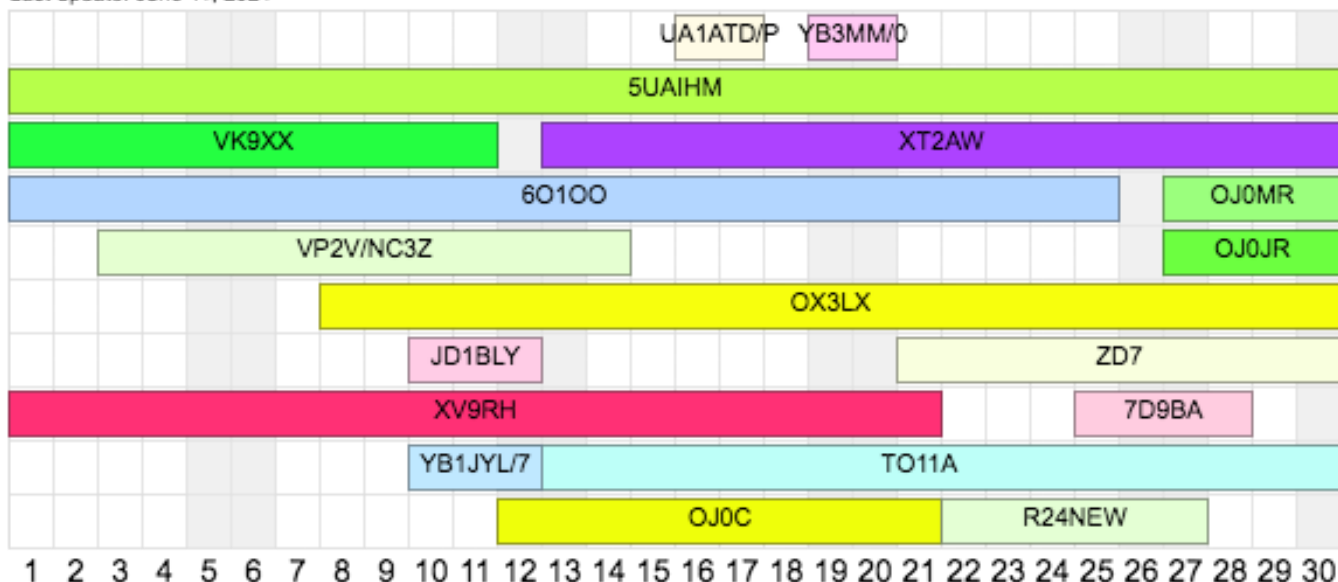 UA1ATD/P YB3MM/0
5UAIHM
VK9XX XT2AW
6O1OO OJ0MR
VP2V/NC3Z OJ0JR
OX3LX
JD1BLY ZD7
XV9RH 7D9BA
YB1JYL/7 TO11A
OJ0C R24NEW
1 2 3 4 5 6 7 8 9 10 11 12 13 14 15 16 17 18 19 20 21 22 23 24 25 26 27 28 29 30